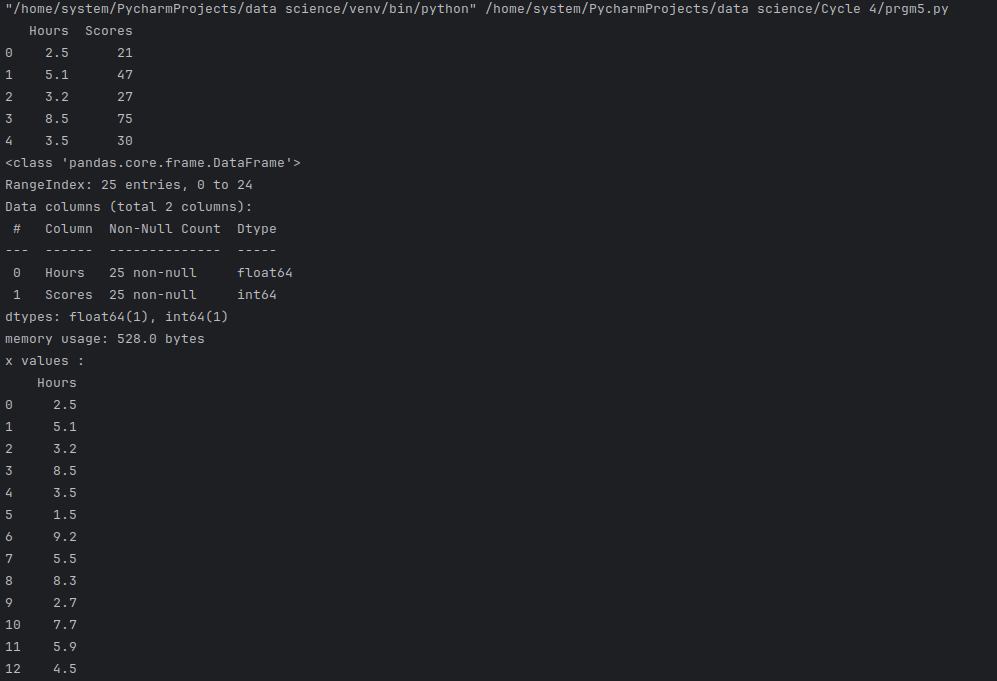 "/home/system/PycharmProjects/data science/venv/bin/python" /home/system/PycharmProjects/data science/Cycle 4/prgm5.py
   Hours  Scores
0    2.5      21
1    5.1      47
2    3.2      27
3    8.5      75
4    3.5      30
<class 'pandas.core.frame.DataFrame'>
RangeIndex: 25 entries, 0 to 24
Data columns (total 2 columns):
 #   Column  Non-Null Count  Dtype
---  ------  --------------  -----
 0   Hours   25 non-null     float64
 1   Scores  25 non-null     int64
dtypes: float64(1), int64(1)
memory usage: 528.0 bytes
x values :
    Hours
0     2.5
1     5.1
2     3.2
3     8.5
4     3.5
5     1.5
6     9.2
7     5.5
8     8.3
9     2.7
10    7.7
11    5.9
12    4.5